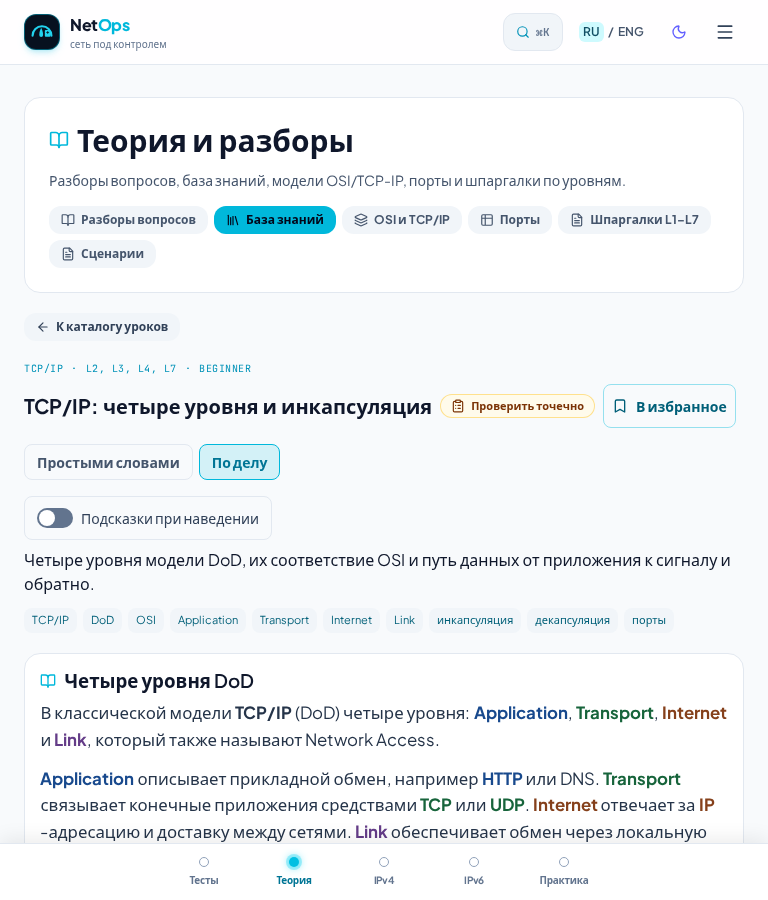 NetOps
сеть под контролем
⌘K
RU / ENG
Теория и разборы
Разборы вопросов, база знаний, модели OSI/TCP-IP, порты и шпаргалки по уровням.
Разборы вопросов
База знаний
OSI и TCP/IP
Порты
Шпаргалки L1–L7
Сценарии
К каталогу уроков
TCP/IP · L2, L3, L4, L7 · BEGINNER
TCP/IP: четыре уровня и инкапсуляция
Проверить точечно
В избранное
Простыми словами
По делу
Подсказки при наведении
Четыре уровня модели DoD, их соответствие OSI и путь данных от приложения к сигналу и
обратно.
TCP/IP
DoD
OSI
Application
Transport
Internet
Link
инкапсуляция
декапсуляция
порты
Четыре уровня DoD
В классической модели TCP/IP (DoD) четыре уровня: Application, Transport, Internet
и Link, который также называют Network Access.
Application описывает прикладной обмен, например HTTP или DNS. Transport
связывает конечные приложения средствами TCP или UDP. Internet отвечает за IP
-адресацию и доставку между сетями. Link обеспечивает обмен через локальную
Тесты
Теория
IPv4
IPv6
Практика